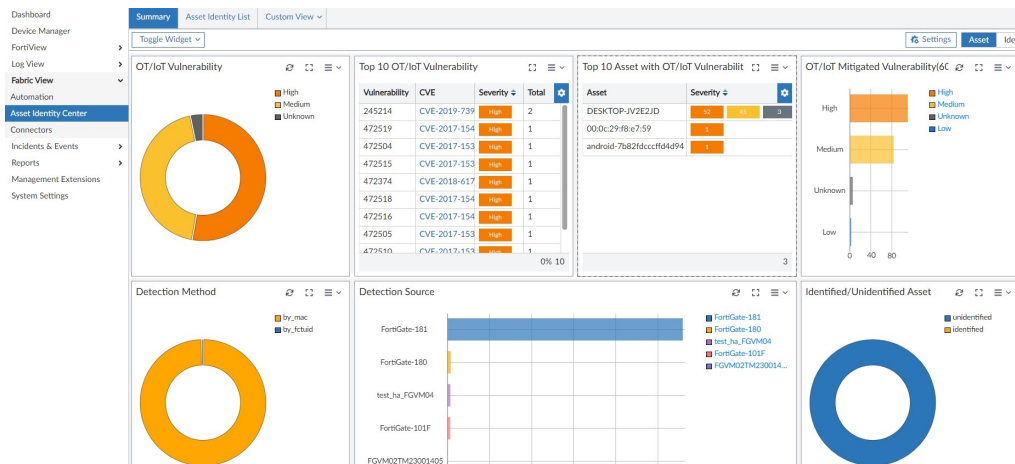 Dashboard
Device Manager
FortiView
Log View
Fabric View
Automation
Asset Identity Center
Connectors
Incidents & Events
Reports
Management Extensions
System Settings
Summary Asset Identity List Custom View
Toggle Widget Settings Asset Ide
OT/IoT Vulnerability
High
Medium
Unknown
Top 10 OT/IoT Vulnerability
Vulnerability CVE Severity Total
245214 CVE-2019-739 High 2
472519 CVE-2017-154 High 1
472504 CVE-2017-153 High 1
472515 CVE-2017-153 High 1
472374 CVE-2018-617 High 1
472518 CVE-2017-154 High 1
472516 CVE-2017-154 High 1
472505 CVE-2017-153 High 1
472510 CVE-2017-153 High 1
0% 10
Top 10 Asset with OT/IoT Vulnerabilit
Asset Severity
DESKTOP-JV2E2JD 52 3
00:0c:29:f8:e7:59 1
android-7b82fdcccffd4d94 1
3
OT/IoT Mitigated Vulnerability(60
High
Medium
Unknown
Low
High
Medium
Unknown
Low
0 40 80
Detection Method
by_mac
by_fctuid
Detection Source
FortiGate-181
FortiGate-180
test_ha_FGVM04
FortiGate-101F
FGVM02TM23001405
FortiGate-181
FortiGate-180
test_ha_FGVM04
FortiGate-101F
FGVM02TM230014...
Identified/Unidentified Asset
unidentified
identified